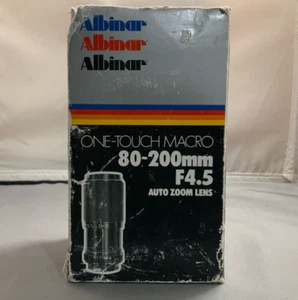 Albinar
Albinar
Albinar
ONE-TOUCH MACRO
80-200mm
F4.5
AUTO ZOOM LENS